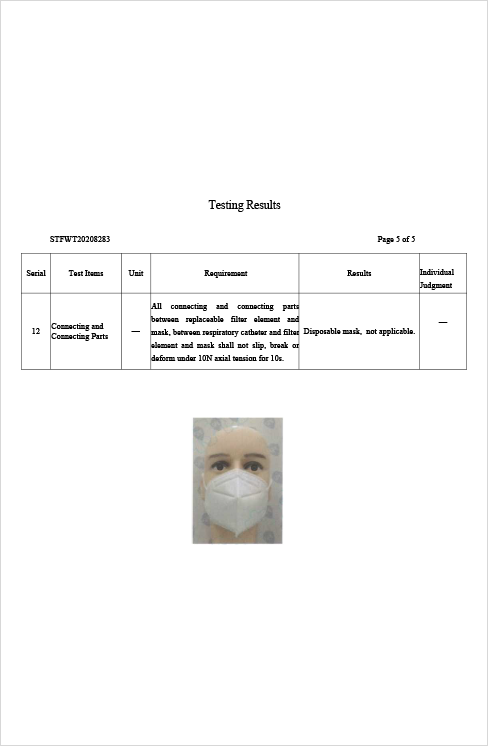 Testing Results
STFWT20208283 Page 5 of 5
Serial Test Items Unit Requirement Results Individual
Judgment
12 Connecting and
Connecting Parts — All connecting and connecting parts
between replaceable filter element and
mask, between respiratory catheter and filter
element and mask shall not slip, break or
deform under 10N axial tension for 10s. Disposable mask, not applicable. —